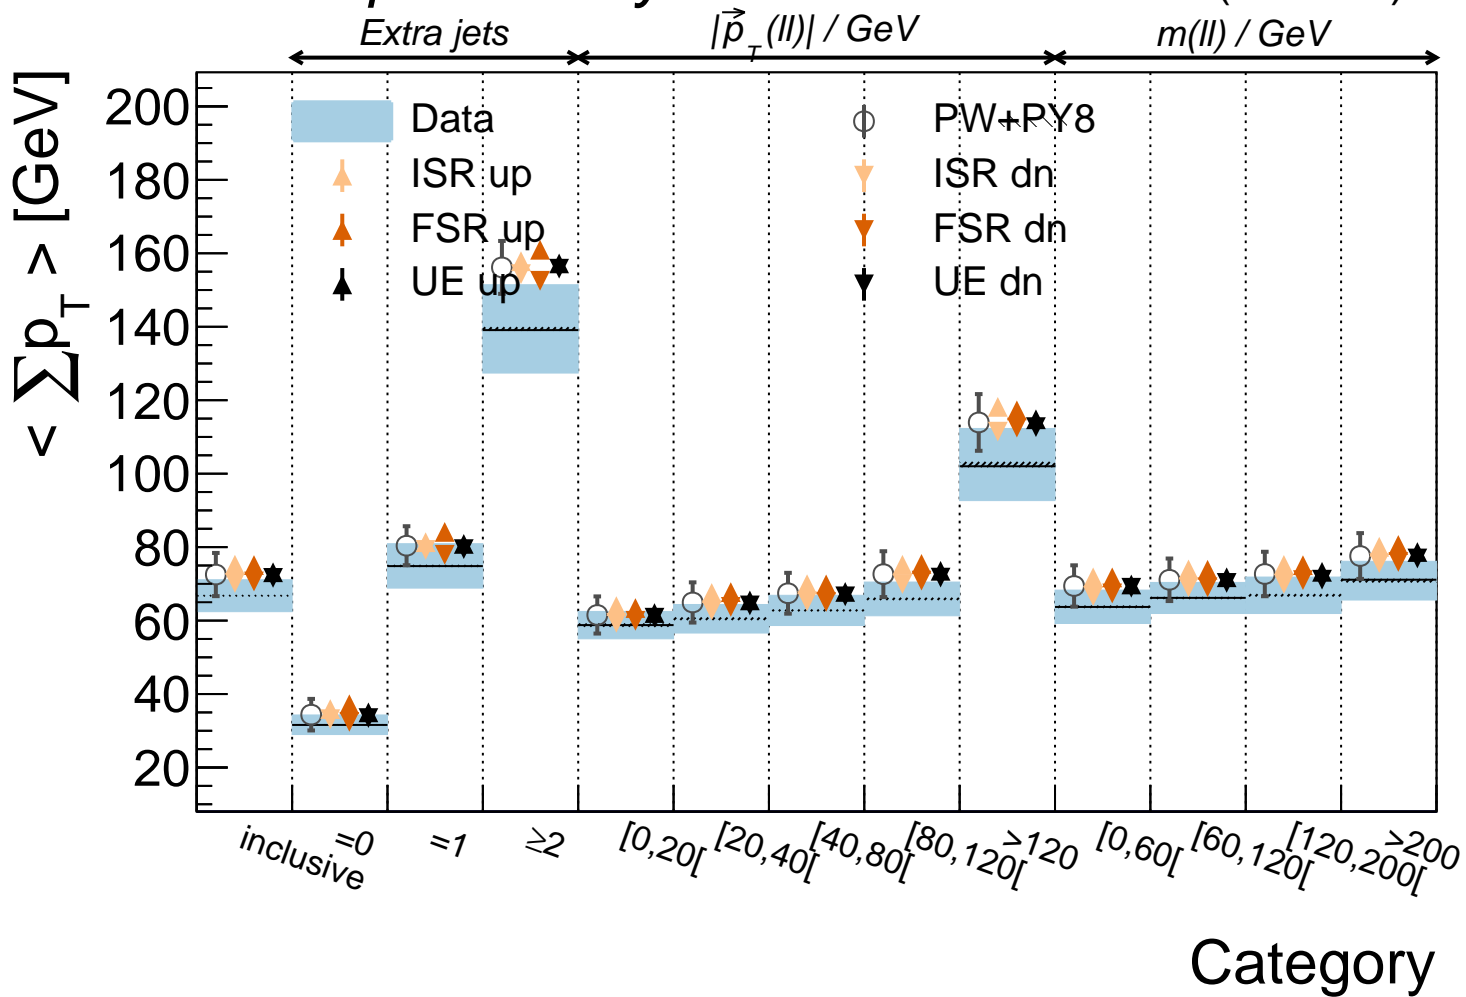 Extra jets
|p⃗_T(ll)| / GeV
m(ll) / GeV
< ∑p_T > [GeV]
200
180
160
140
120
100
80
60
40
20
Data
PW+PY8
ISR up
ISR dn
FSR up
FSR dn
UE up
UE dn
inclusive
=0
=1
≥2
[0,20[
[20,40[
[40,80[
[80,120[
>120
[0,60[
[60,120[
[120,200[
>200
Category